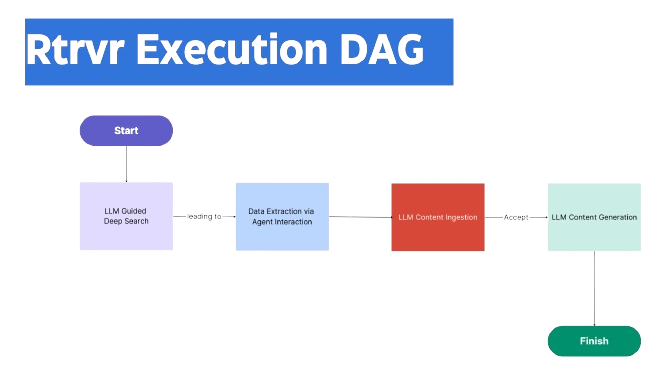 Rtrvr Execution DAG
Start
LLM Guided
Deep Search
leading to
Data Extraction via
Agent Interaction
LLM Content Ingestion
Accept
LLM Content Generation
Finish